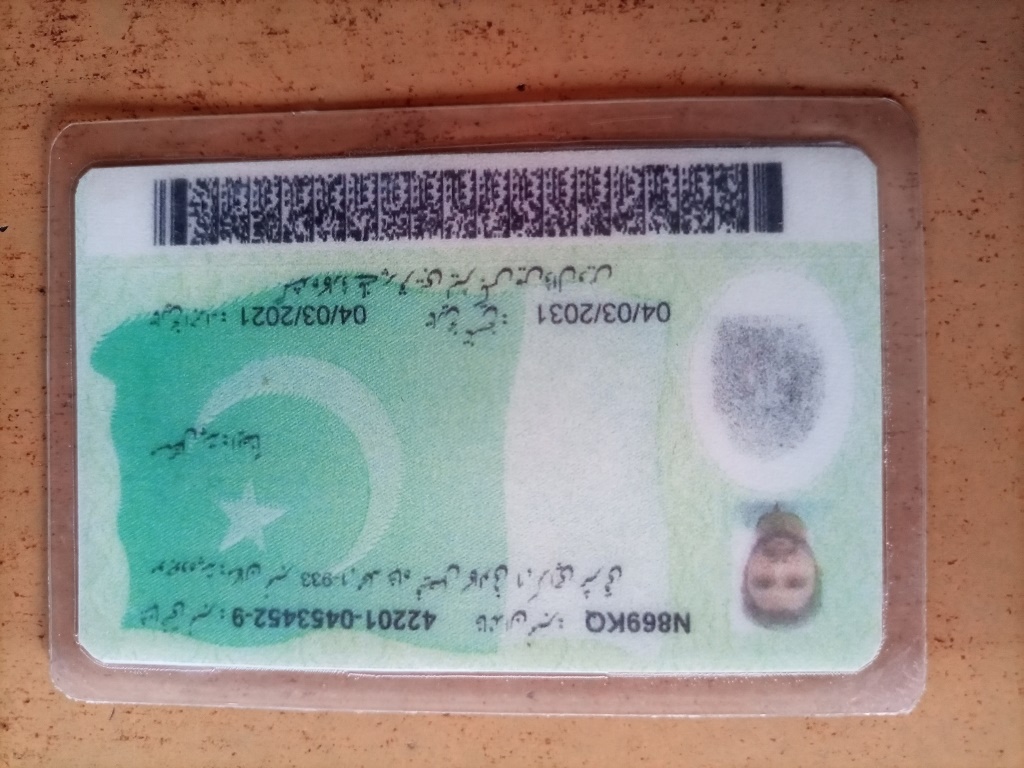 شناختی نمبر: 42201-0453452-9 خاندان نمبر: N869KQ
موجودہ پتہ: مکان نمبر 933-1، محلہ شاہ فیصل کالونی 1، کراچی شرقی
مستقل پتہ: ایضاً
تاریخ اجراء: 04/03/2021 تاریخ تنسیخ: 04/03/2031
گمشدہ کارڈ ملنے پر قریبی لیٹر بکس میں ڈال دیں